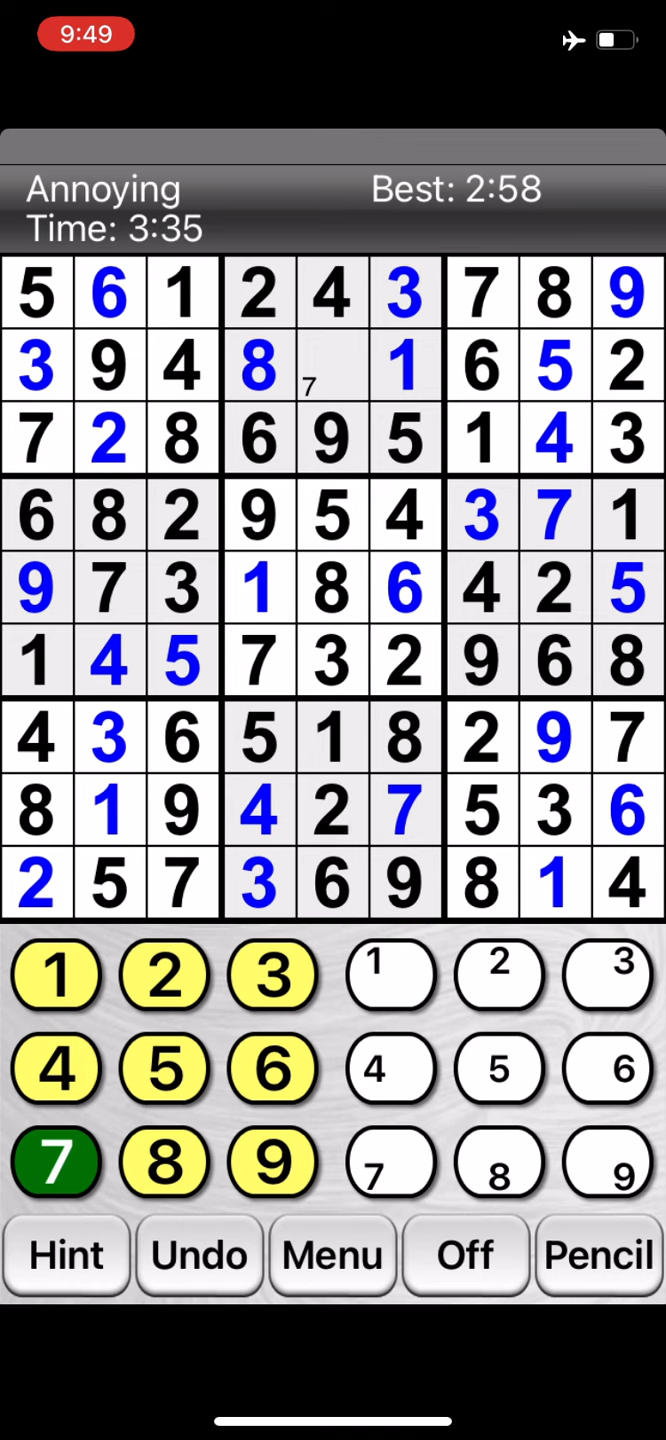 9:49
Annoying Best: 2:58
Time: 3:35
5 6 1 2 4 3 7 8 9
3 9 4 8 7 1 6 5 2
7 2 8 6 9 5 1 4 3
6 8 2 9 5 4 3 7 1
9 7 3 1 8 6 4 2 5
1 4 5 7 3 2 9 6 8
4 3 6 5 1 8 2 9 7
8 1 9 4 2 7 5 3 6
2 5 7 3 6 9 8 1 4
1 2 3 1 2 3
4 5 6 4 5 6
7 8 9 7 8 9
Hint Undo Menu Off Pencil